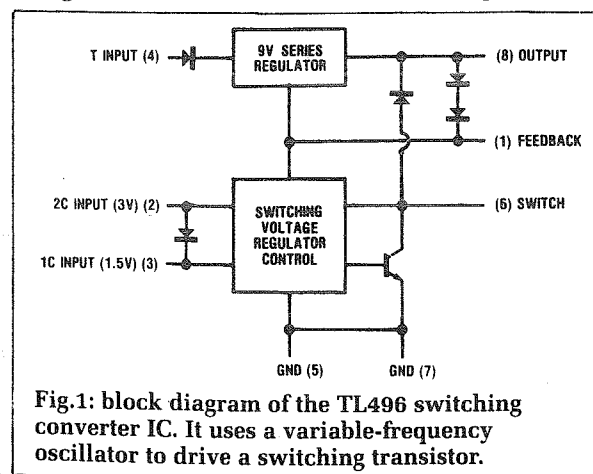 T INPUT (4)
9V SERIES
REGULATOR
(8) OUTPUT
(1) FEEDBACK
2C INPUT (3V) (2)
SWITCHING
VOLTAGE
REGULATOR
CONTROL
(6) SWITCH
1C INPUT (1.5V) (3)
GND (5)
GND (7)
Fig.1: block diagram of the TL496 switching
converter IC. It uses a variable-frequency
oscillator to drive a switching transistor.